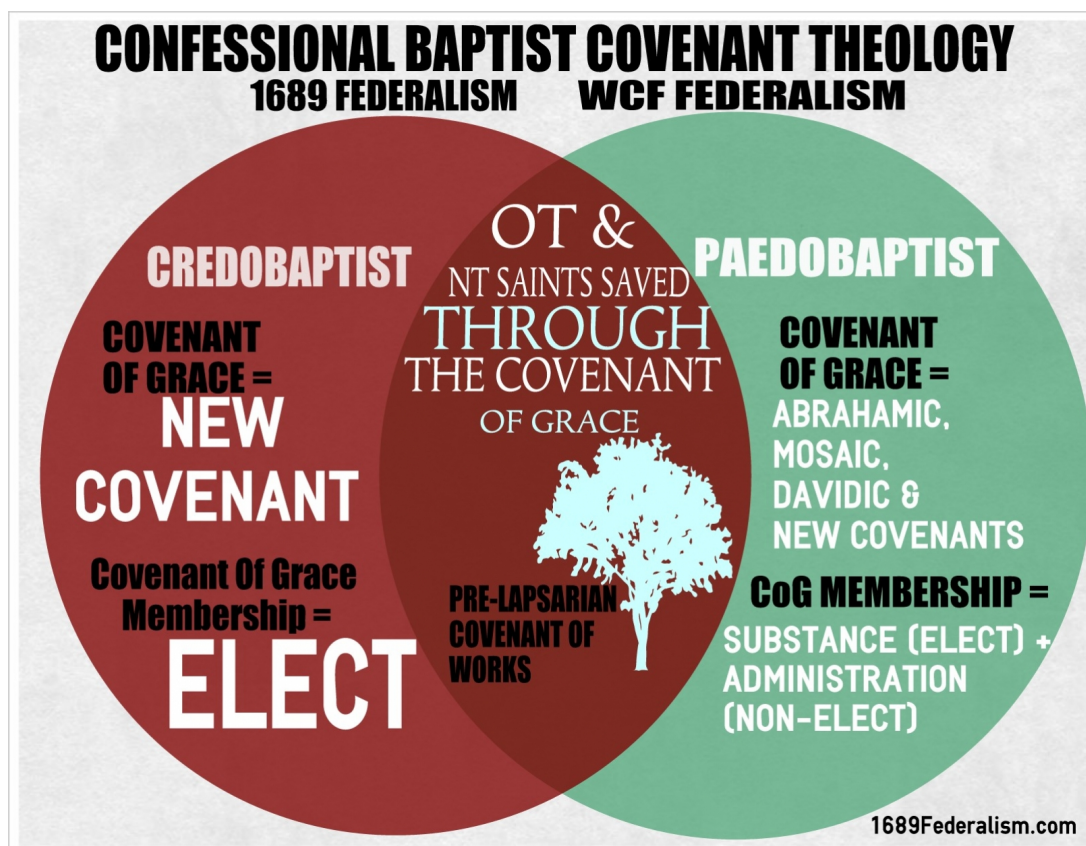 CONFESSIONAL BAPTIST COVENANT THEOLOGY
1689 FEDERALISM WCF FEDERALISM
CREDOBAPTIST
COVENANT
OF GRACE =
NEW
COVENANT
Covenant Of Grace
Membership =
ELECT
OT &
NT SAINTS SAVED
THROUGH
THE COVENANT
OF GRACE
PRE-LAPSARIAN
COVENANT OF
WORKS
PAEDOBAPTIST
COVENANT
OF GRACE =
ABRAHAMIC,
MOSAIC,
DAVIDIC &
NEW COVENANTS
CoG MEMBERSHIP =
SUBSTANCE (ELECT) +
ADMINISTRATION
(NON-ELECT)
1689Federalism.com